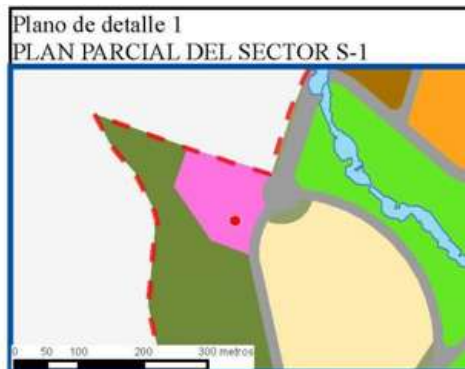 Plano de detalle 1
PLAN PARCIAL DEL SECTOR S-1
0 50 100 200 300 metros